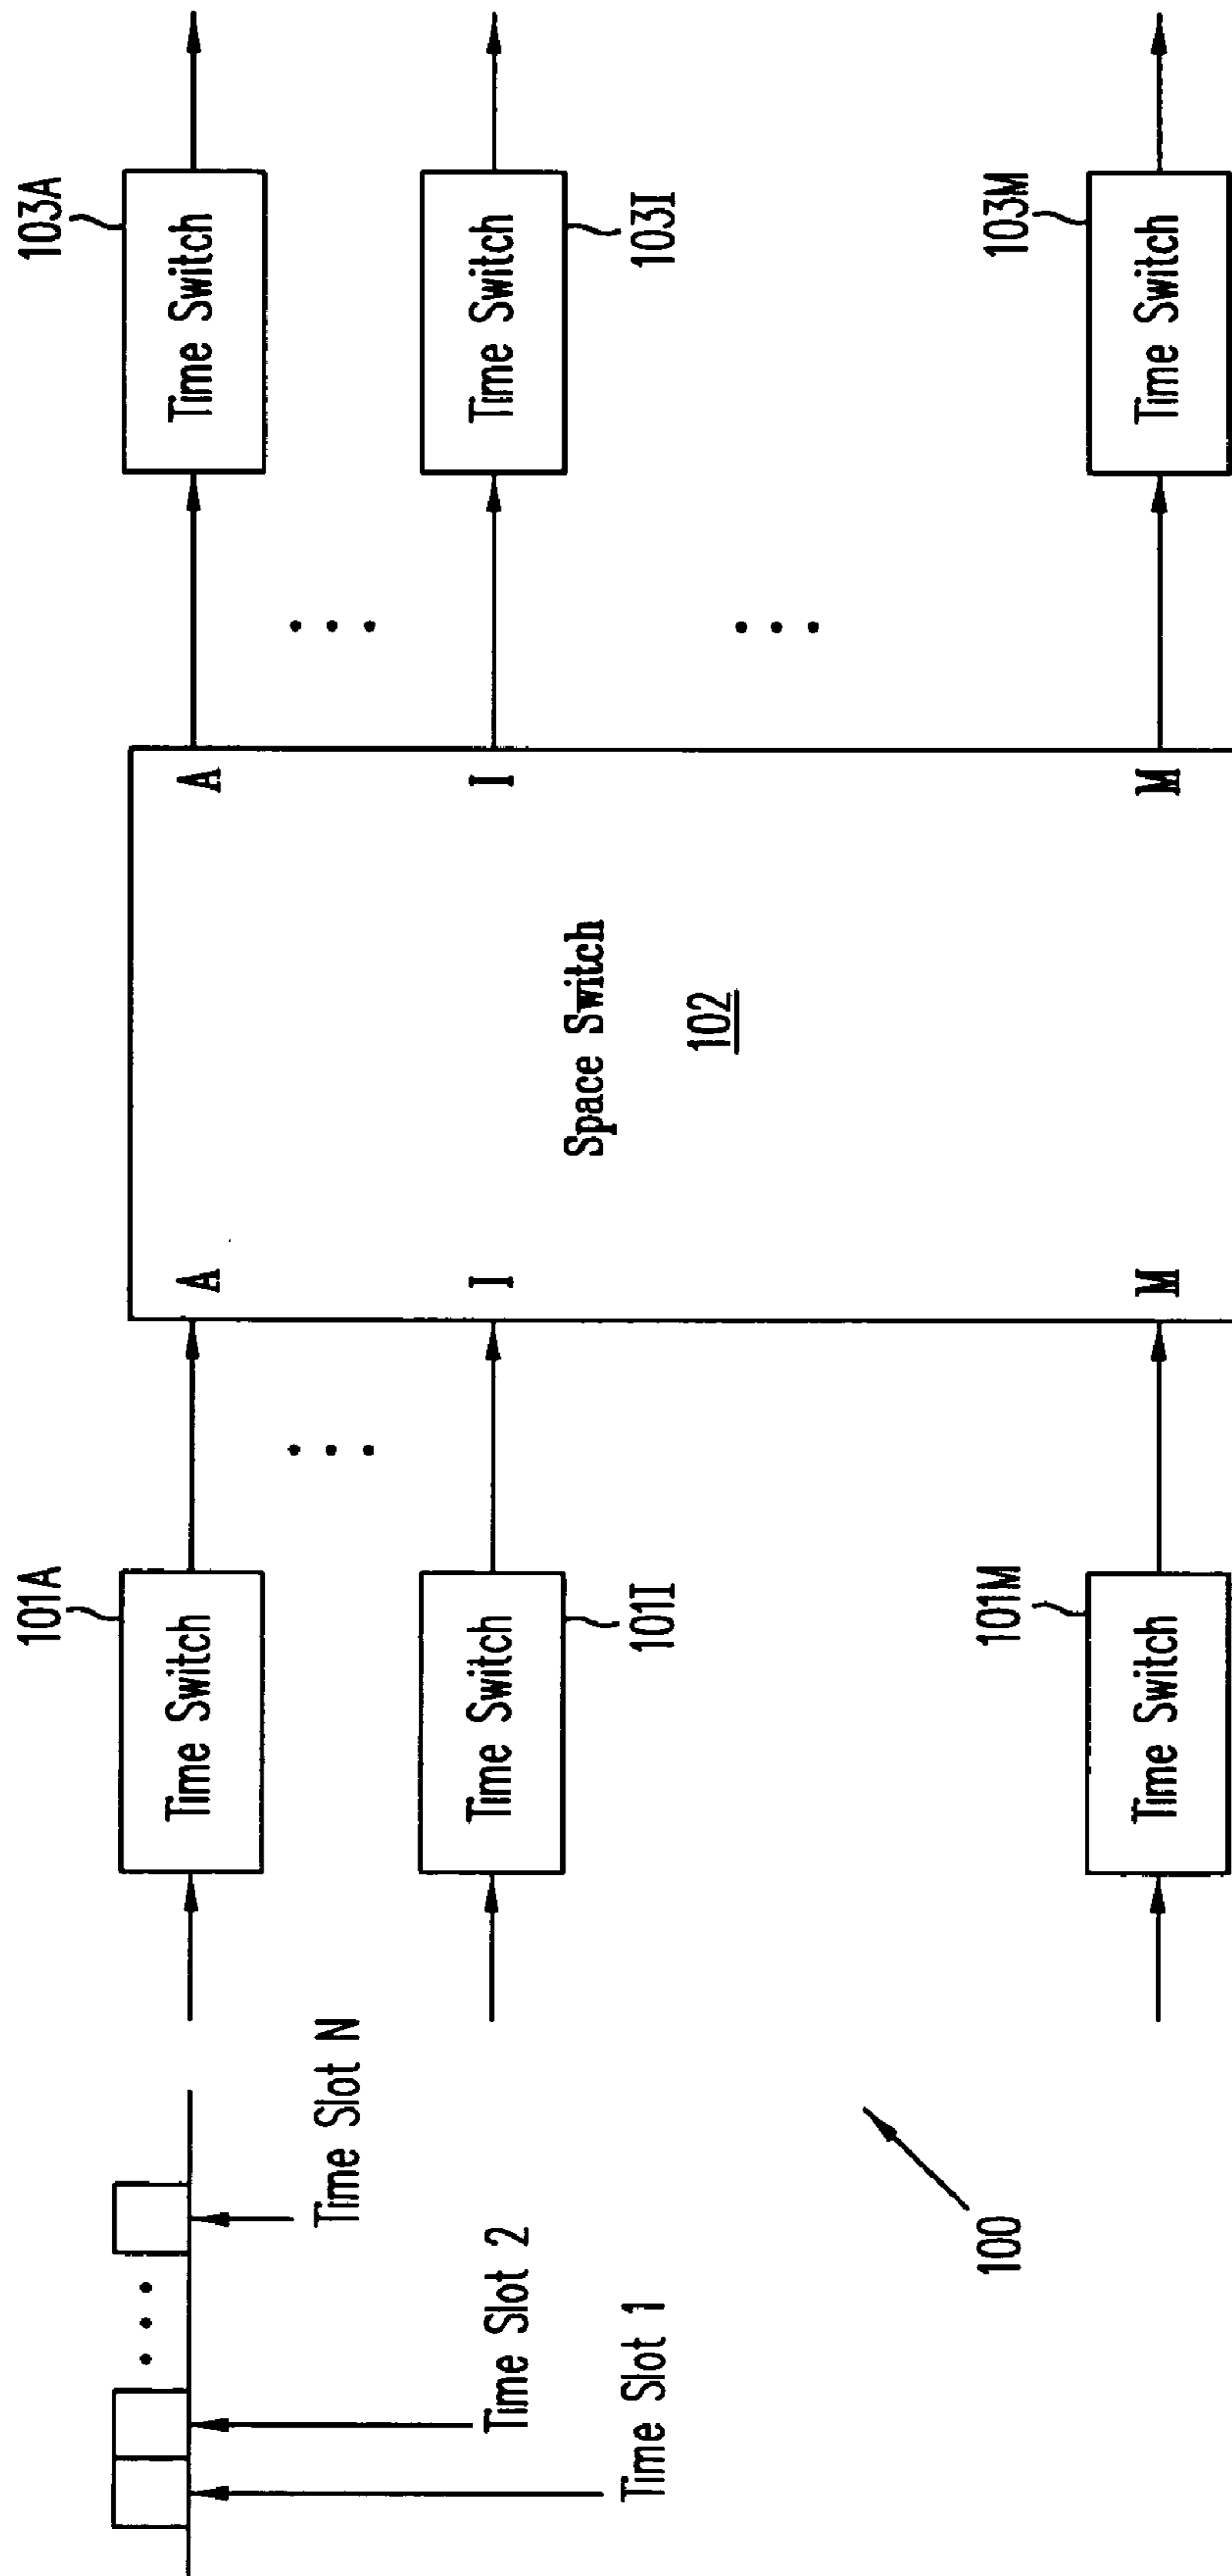 Time Slot 1
Time Slot 2
Time Slot N
100
101A
Time Switch
101I
Time Switch
101M
Time Switch
A
I
M
Space Switch
102
A
I
M
103A
Time Switch
103I
Time Switch
103M
Time Switch